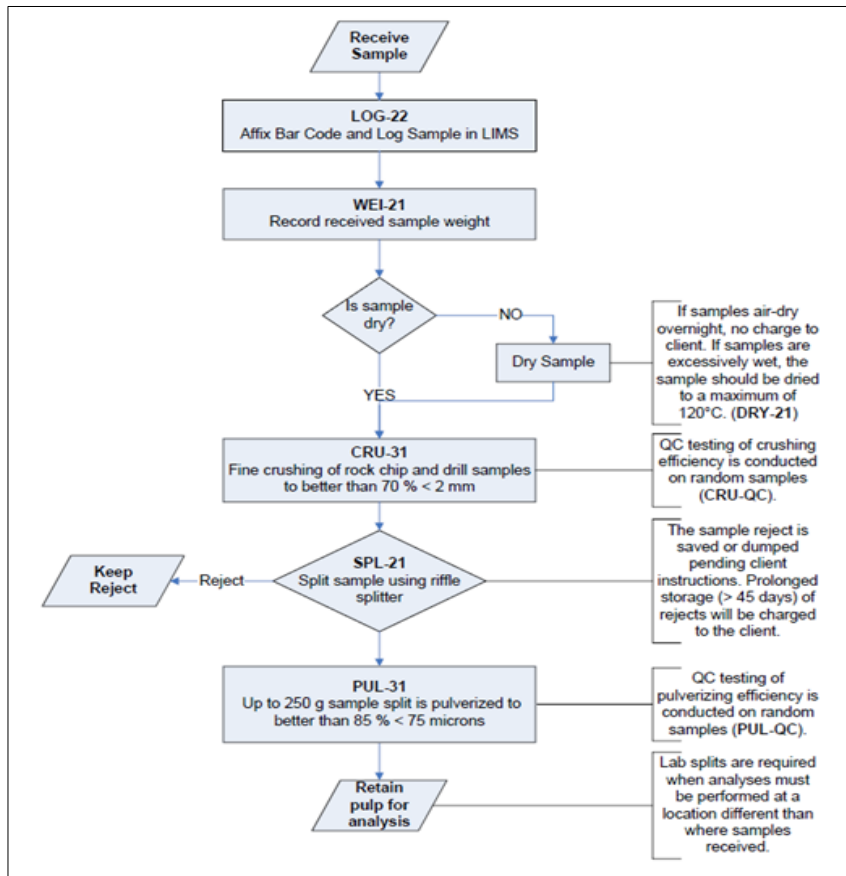 Receive
Sample
LOG-22
Affix Bar Code and Log Sample in LIMS
WEI-21
Record received sample weight
Is sample
dry?
NO
YES
Dry Sample
If samples air-dry
overnight, no charge to
client. If samples are
excessively wet, the
sample should be dried
to a maximum of
120°C. (DRY-21)
CRU-31
Fine crushing of rock chip and drill samples
to better than 70 % < 2 mm
QC testing of crushing
efficiency is conducted
on random samples
(CRU-QC).
SPL-21
Split sample using riffle
splitter
Reject
Keep
Reject
The sample reject is
saved or dumped
pending client
instructions. Prolonged
storage (> 45 days) of
rejects will be charged
to the client.
PUL-31
Up to 250 g sample split is pulverized to
better than 85 % < 75 microns
QC testing of
pulverizing efficiency is
conducted on random
samples (PUL-QC).
Retain
pulp for
analysis
Lab splits are required
when analyses must
be performed at a
location different than
where samples
received.